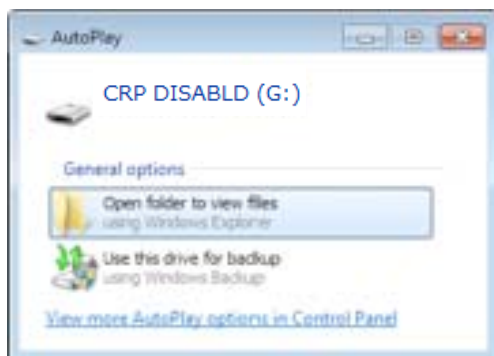 AutoPlay
CRP DISABLD (G:)
General options
Open folder to view files
using Windows Explorer
Use this drive for backup
using Windows Backup
View more AutoPlay options in Control Panel